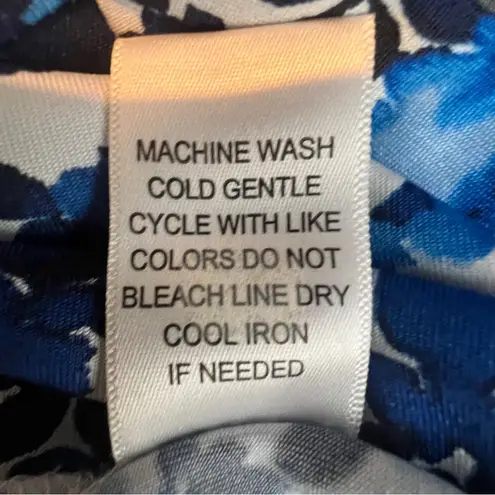 MACHINE WASH
COLD GENTLE
CYCLE WITH LIKE
COLORS DO NOT
BLEACH LINE DRY
COOL IRON
IF NEEDED